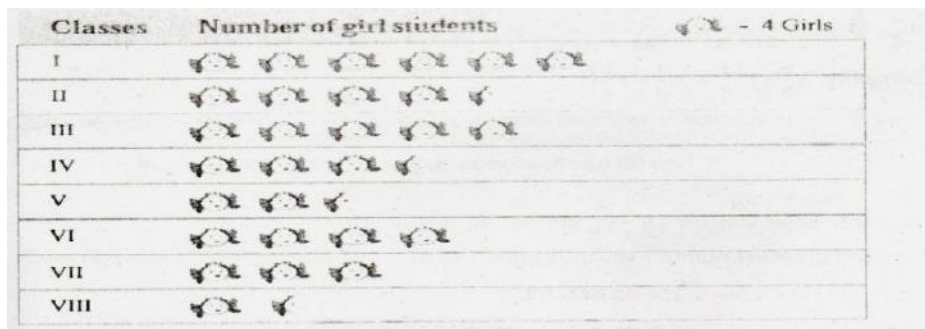 Classes Number of girl students - 4 Girls
I
II
III
IV
V
VI
VII
VIII